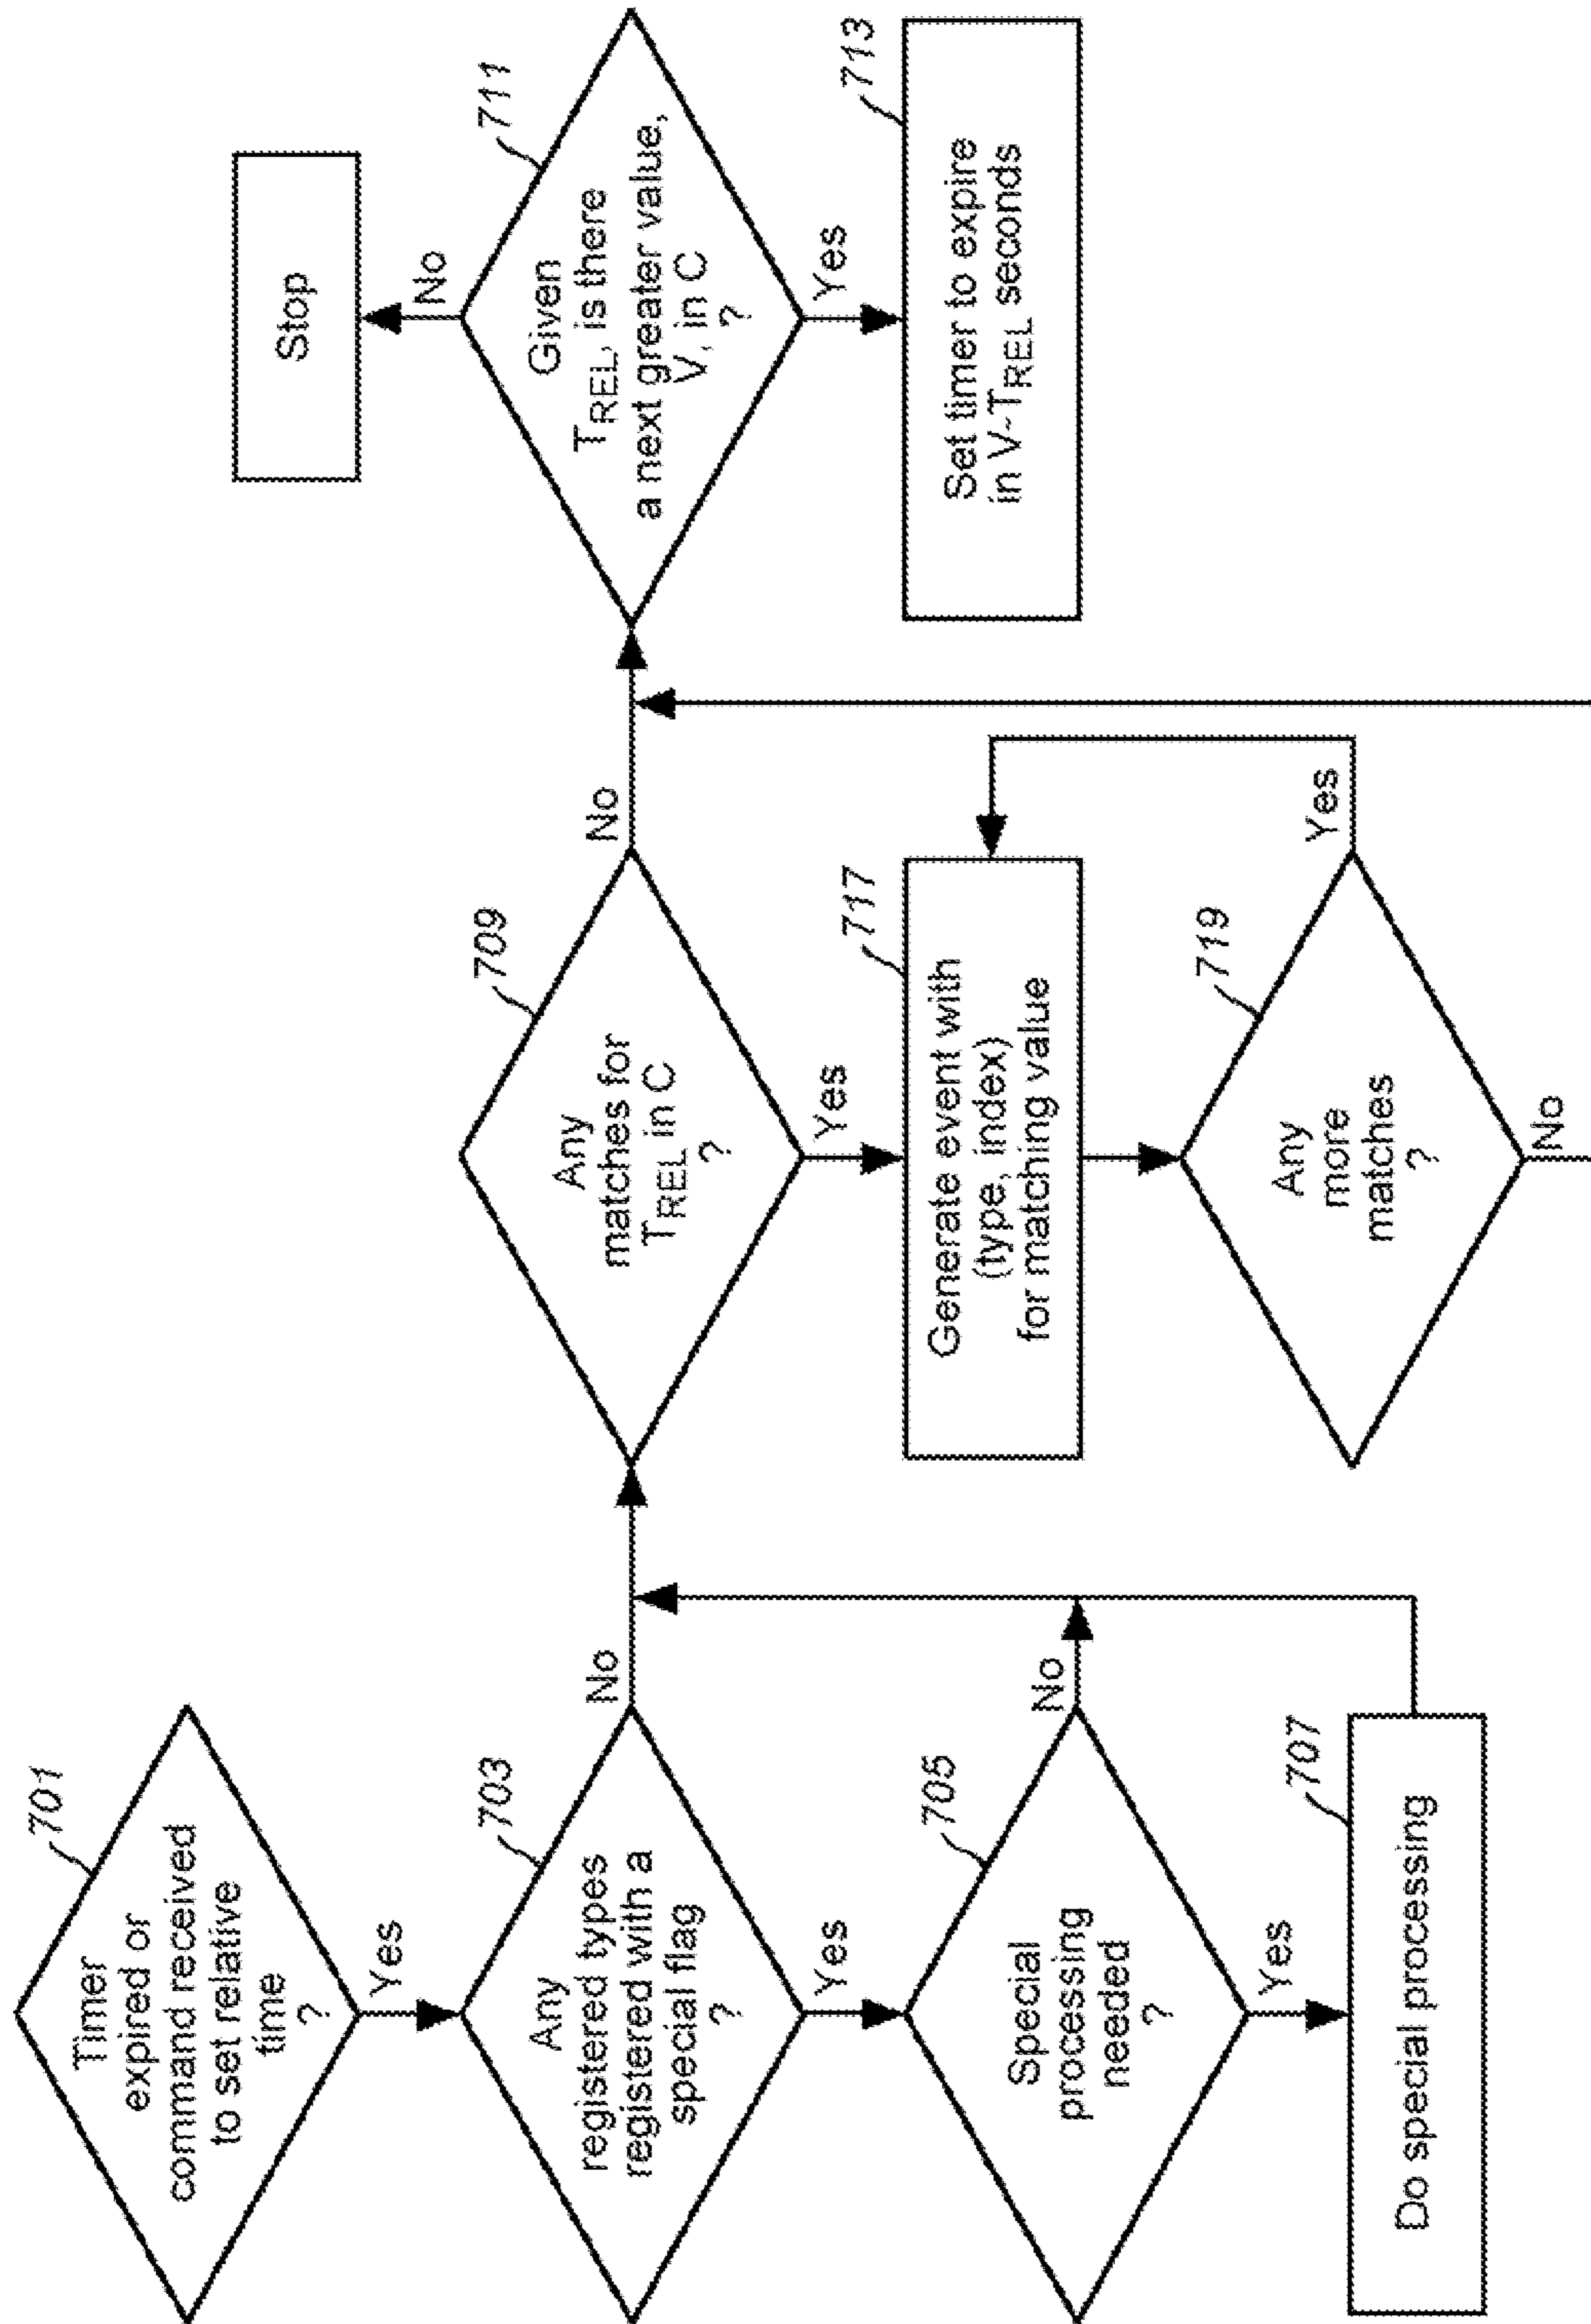 Timer
expired or
command received
to set relative
time
?
701
Yes
Any
registered types
registered with a
special flag
?
703
No
Yes
Special
processing
needed
?
705
No
Yes
Do special processing
707
Any
matches for
TREL in C
?
709
No
Yes
Generate event with
(type, index)
for matching value
717
Any
more
matches
?
719
Yes
No
Stop
No
Given
TREL, is there
a next greater value,
V, in C
?
711
Yes
Set timer to expire
in V-TREL seconds
713